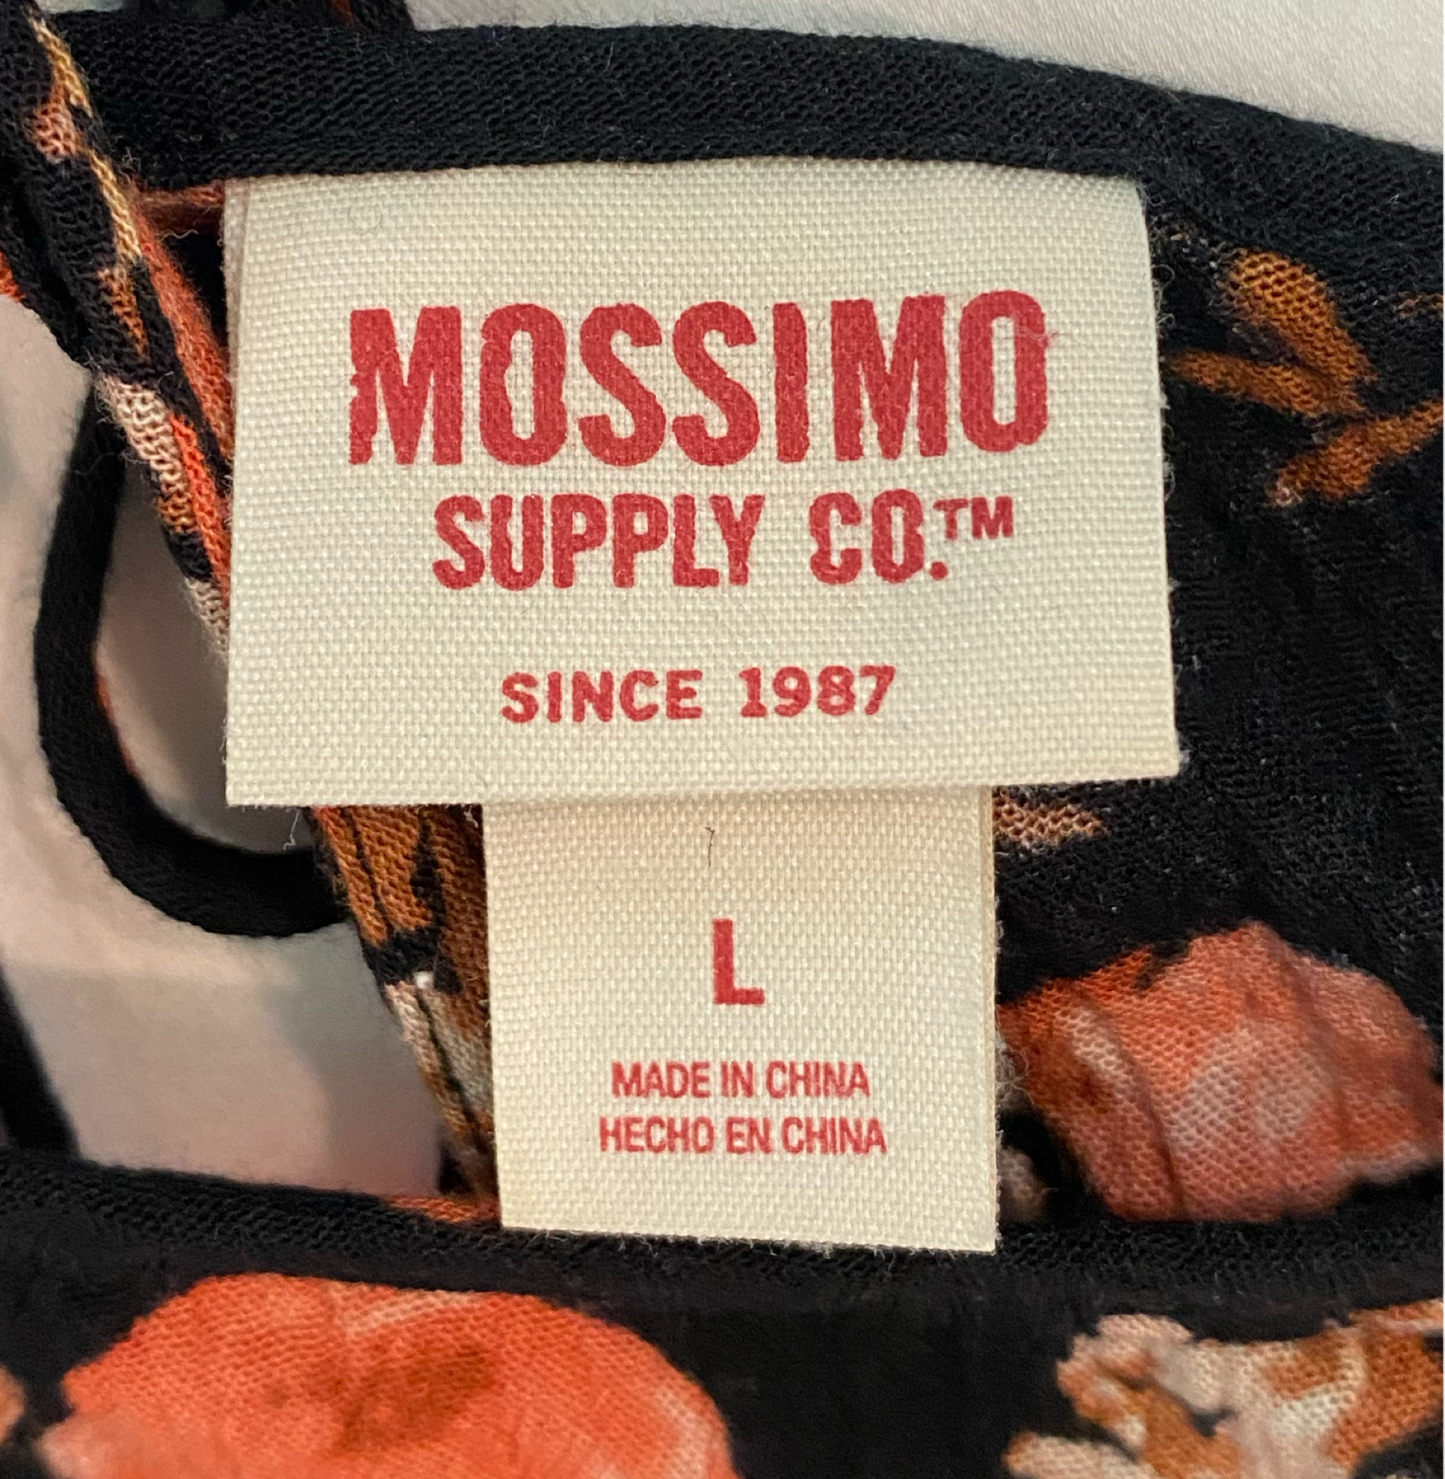 MOSSIMO
SUPPLY CO.™
SINCE 1987
L
MADE IN CHINA
HECHO EN CHINA